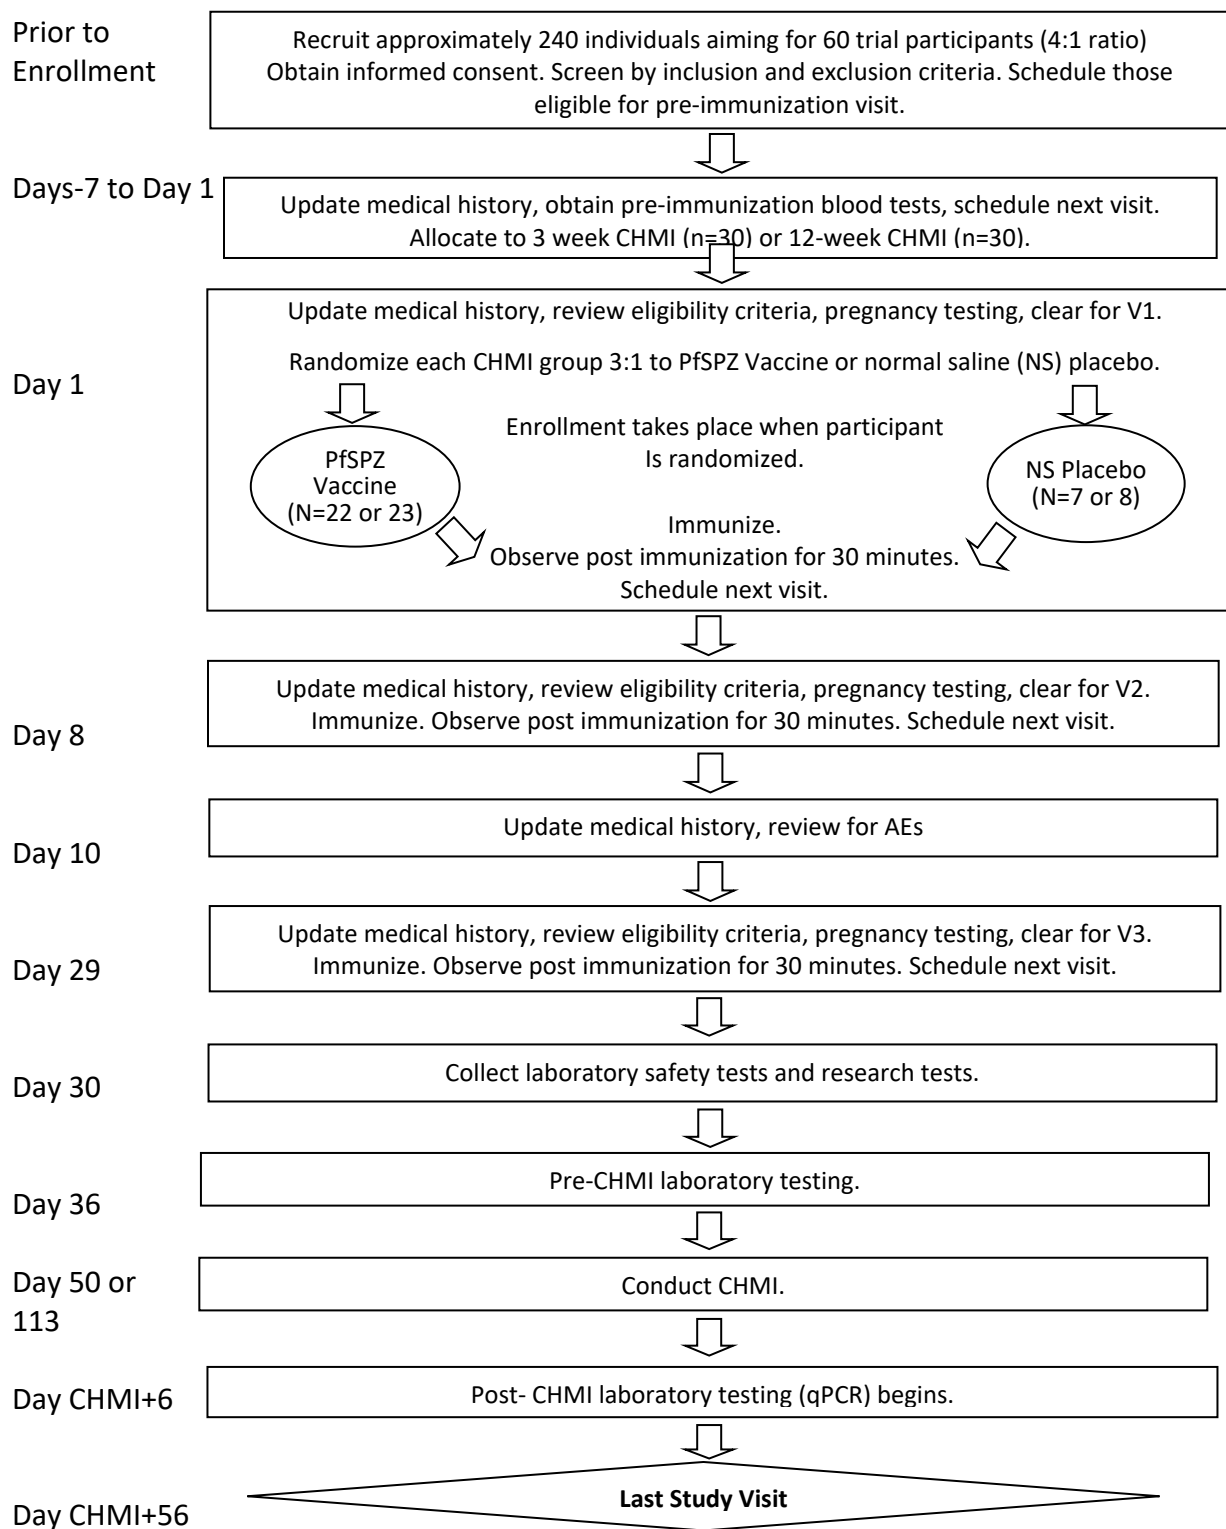 Prior to
Enrollment
Recruit approximately 240 individuals aiming for 60 trial participants (4:1 ratio)
Obtain informed consent. Screen by inclusion and exclusion criteria. Schedule those
eligible for pre-immunization visit.
Days-7 to Day 1
Update medical history, obtain pre-immunization blood tests, schedule next visit.
Allocate to 3 week CHMI (n=30) or 12-week CHMI (n=30).
Day 1
Update medical history, review eligibility criteria, pregnancy testing, clear for V1.
Randomize each CHMI group 3:1 to PfSPZ Vaccine or normal saline (NS) placebo.
Enrollment takes place when participant
Is randomized.
PfSPZ
Vaccine
(N=22 or 23)
NS Placebo
(N=7 or 8)
Immunize.
Observe post immunization for 30 minutes.
Schedule next visit.
Day 8
Update medical history, review eligibility criteria, pregnancy testing, clear for V2.
Immunize. Observe post immunization for 30 minutes. Schedule next visit.
Day 10
Update medical history, review for AEs
Day 29
Update medical history, review eligibility criteria, pregnancy testing, clear for V3.
Immunize. Observe post immunization for 30 minutes. Schedule next visit.
Day 30
Collect laboratory safety tests and research tests.
Day 36
Pre-CHMI laboratory testing.
Day 50 or
113
Conduct CHMI.
Day CHMI+6
Post- CHMI laboratory testing (qPCR) begins.
Day CHMI+56
Last Study Visit